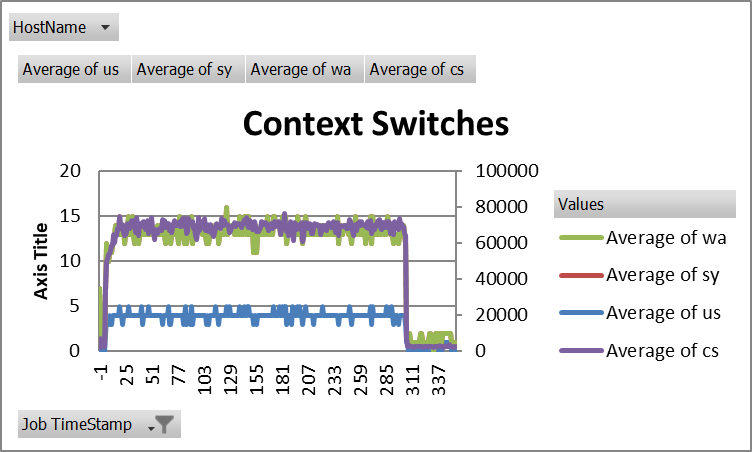 HostName
Average of us Average of sy Average of wa Average of cs
Context Switches
20 100000
15 80000
60000
10
40000
5 20000
0 0
Axis Title
-1 25 51 77 103 129 155 181 207 233 259 285 311 337
Values
Average of wa
Average of sy
Average of us
Average of cs
Job TimeStamp